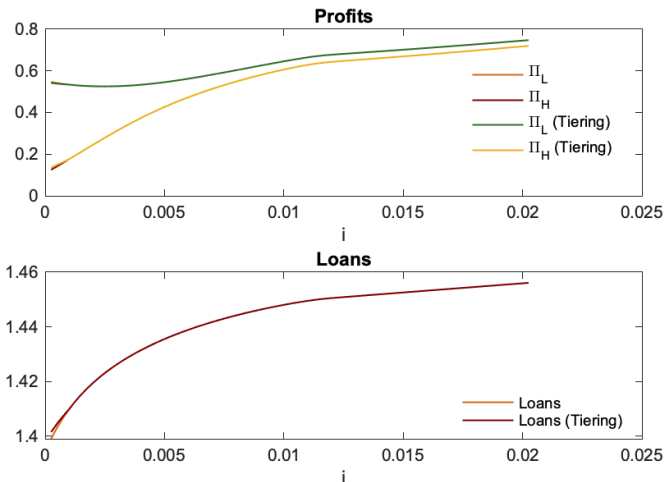 Profits
0.8
0.6
0.4
0.2
0
Π_L
Π_H
Π_L (Tiering)
Π_H (Tiering)
0 0.005 0.01 0.015 0.02 0.025
i
Loans
1.46
1.44
1.42
1.4
Loans
Loans (Tiering)
0 0.005 0.01 0.015 0.02 0.025
i